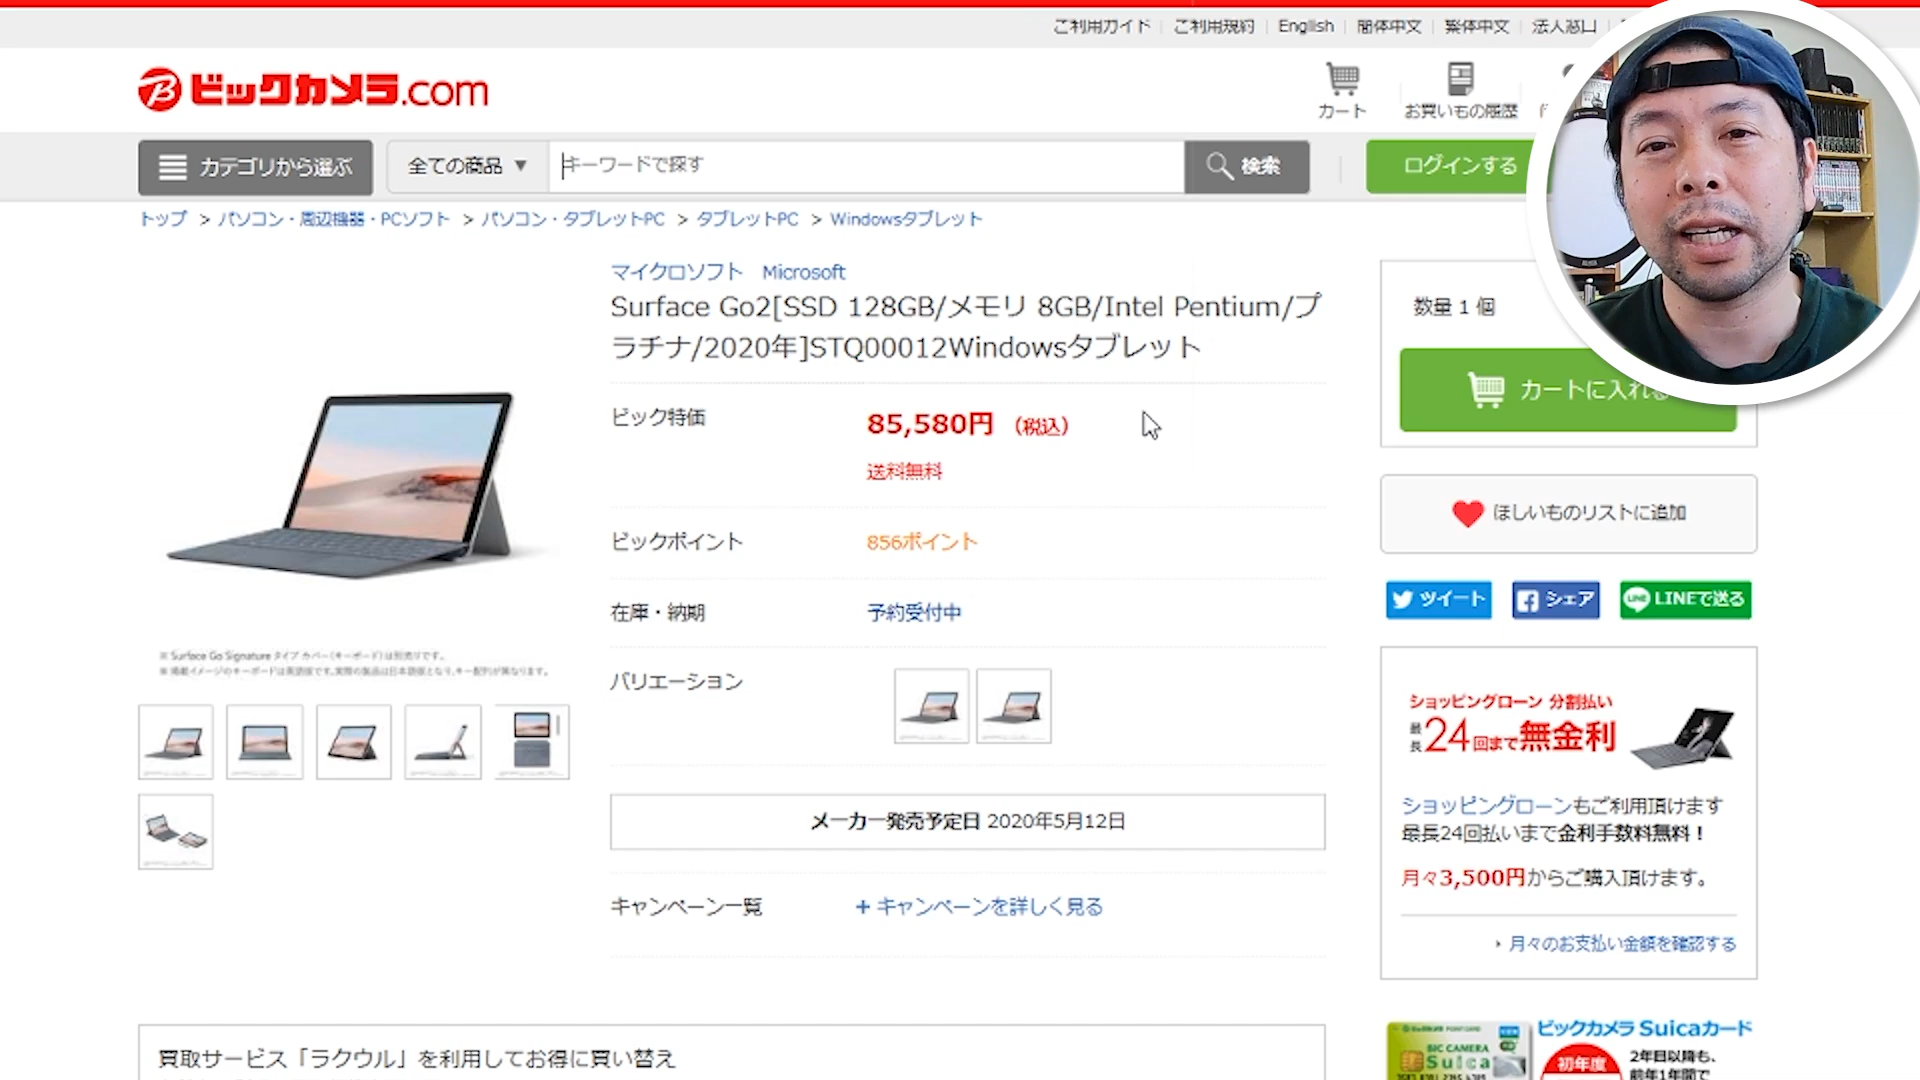 ご利用ガイド ご利用規約 English 簡体中文 繁体中文 法人窓口
ビックカメラ.com
カート お買いもの履歴
カテゴリから選ぶ 全ての商品 ▼ キーワードで探す 検索 ログインする
トップ > パソコン・周辺機器・PCソフト > パソコン・タブレットPC > タブレットPC > Windowsタブレット
マイクロソフト Microsoft
Surface Go2[SSD 128GB/メモリ 8GB/Intel Pentium/プ
ラチナ/2020年]STQ00012Windowsタブレット
ビック特価 85,580円 (税込)
送料無料
ビックポイント 856ポイント
在庫・納期 予約受付中
バリエーション
メーカー発売予定日 2020年5月12日
キャンペーン一覧 + キャンペーンを詳しく見る
※ Surface Go Signature タイプ カバー(キーボード)は別売りです。
※ 掲載イメージのキーボードは英語版です。実際の製品は日本語版となり、キー配列が異なります。
数量 1 個
カートに入れる
ほしいものリストに追加
ツイート シェア LINEで送る
ショッピングローン 分割払い
最長24回まで無金利
ショッピングローンもご利用頂けます
最長24回払いまで金利手数料無料!
月々3,500円からご購入頂けます。
月々のお支払い金額を確認する
ビックカメラ Suicaカード
BIC CAMERA
Suica
初年度
2年目以降も、
前年1年間で
買取サービス「ラクウル」を利用してお得に買い替え